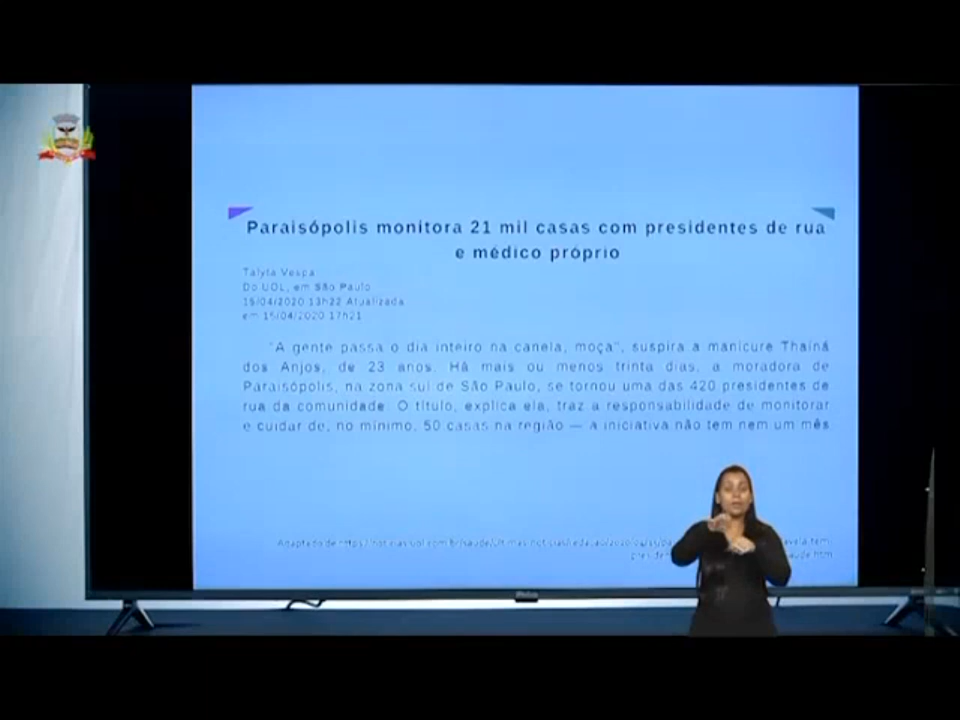 Paraisópolis monitora 21 mil casas com presidentes de rua
e médico próprio
Talyta Vespa
Do UOL, em São Paulo
15/04/2020 13h22 Atualizada
em 15/04/2020 17h21
"A gente passa o dia inteiro na canela, moça", suspira a manicure Thainá
dos Anjos, de 23 anos. Há mais ou menos trinta dias, a moradora de
Paraisópolis, na zona sul de São Paulo, se tornou uma das 420 presidentes de
rua da comunidade. O título, explica ela, traz a responsabilidade de monitorar
e cuidar de, no mínimo, 50 casas na região — a iniciativa não tem nem um mês
Adaptado de
Philco